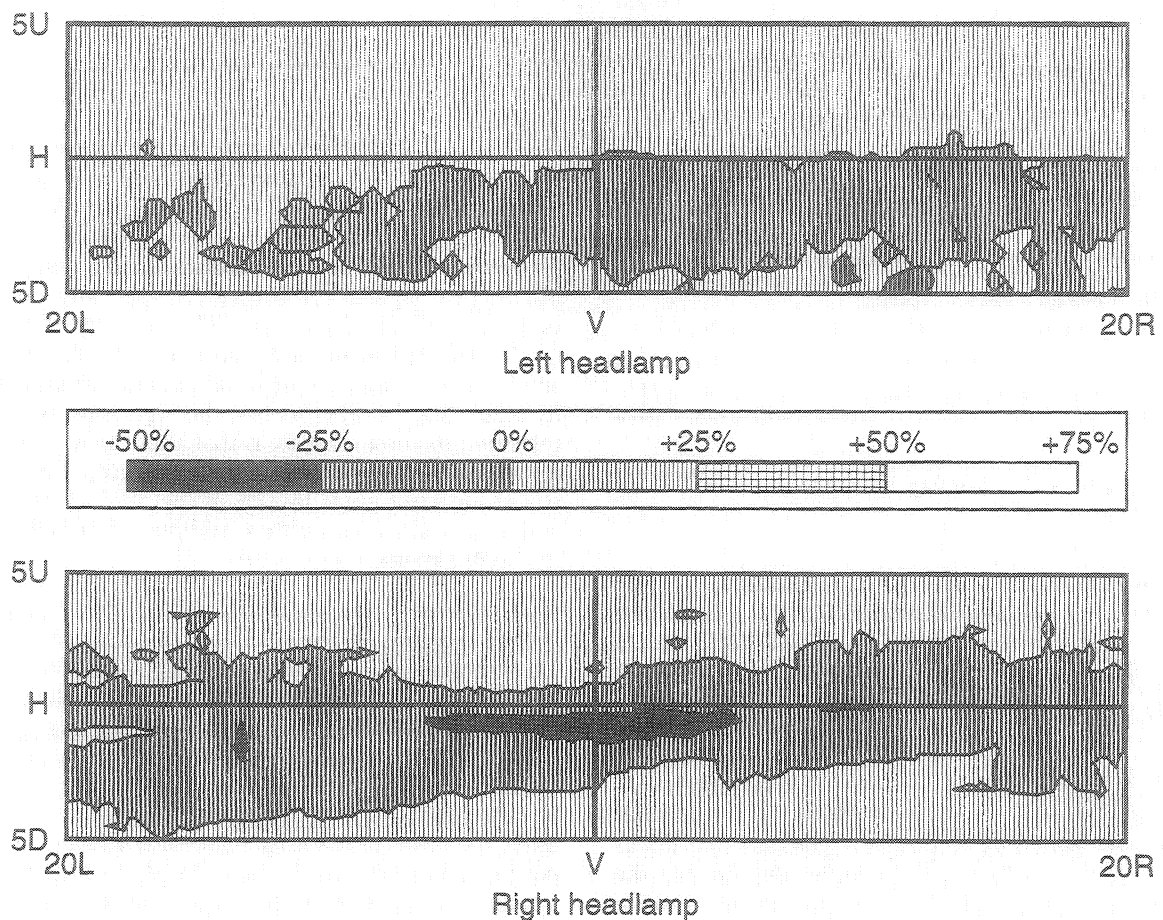 5U
H
5D
20L V 20R
Left headlamp
-50% -25% 0% +25% +50% +75%
5U
H
5D
20L V 20R
Right headlamp